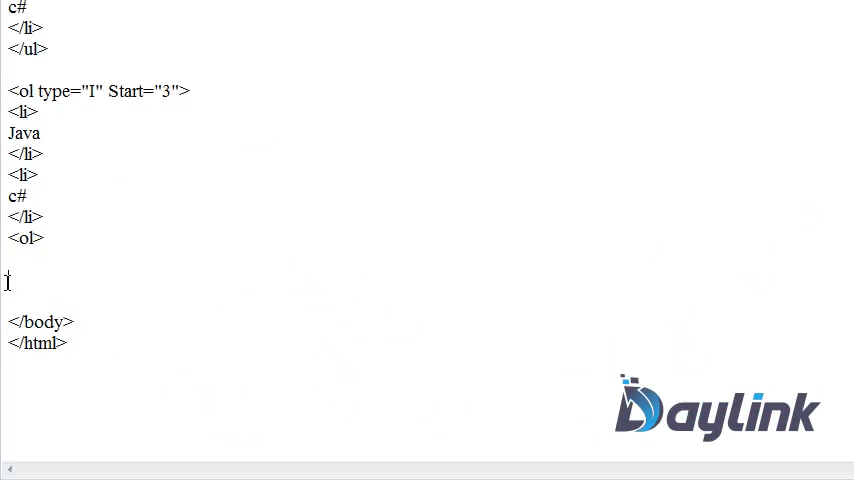 c#
</li>
</ul>
<ol type="I" Start="3">
<li>
Java
</li>
<li>
c#
</li>
<ol>
</body>
</html>
Daylink